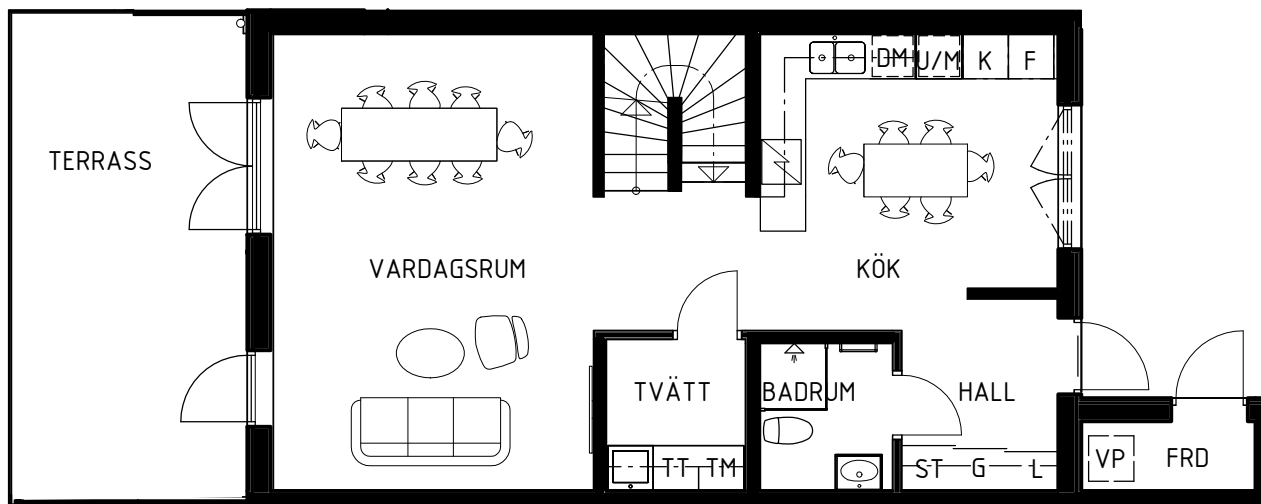 DM U/M K F
TERRASS
VARDAGSRUM
KÖK
TVÄTT
BADRUM
HALL
TT TM
ST G L
VP
FRD